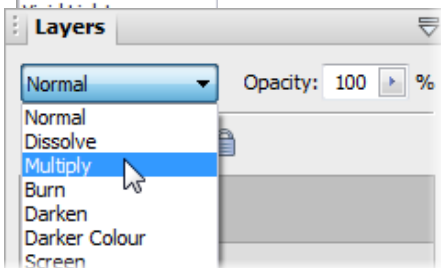 Layers
Normal Opacity: 100 %
Normal
Dissolve
Multiply
Burn
Darken
Darker Colour
Screen